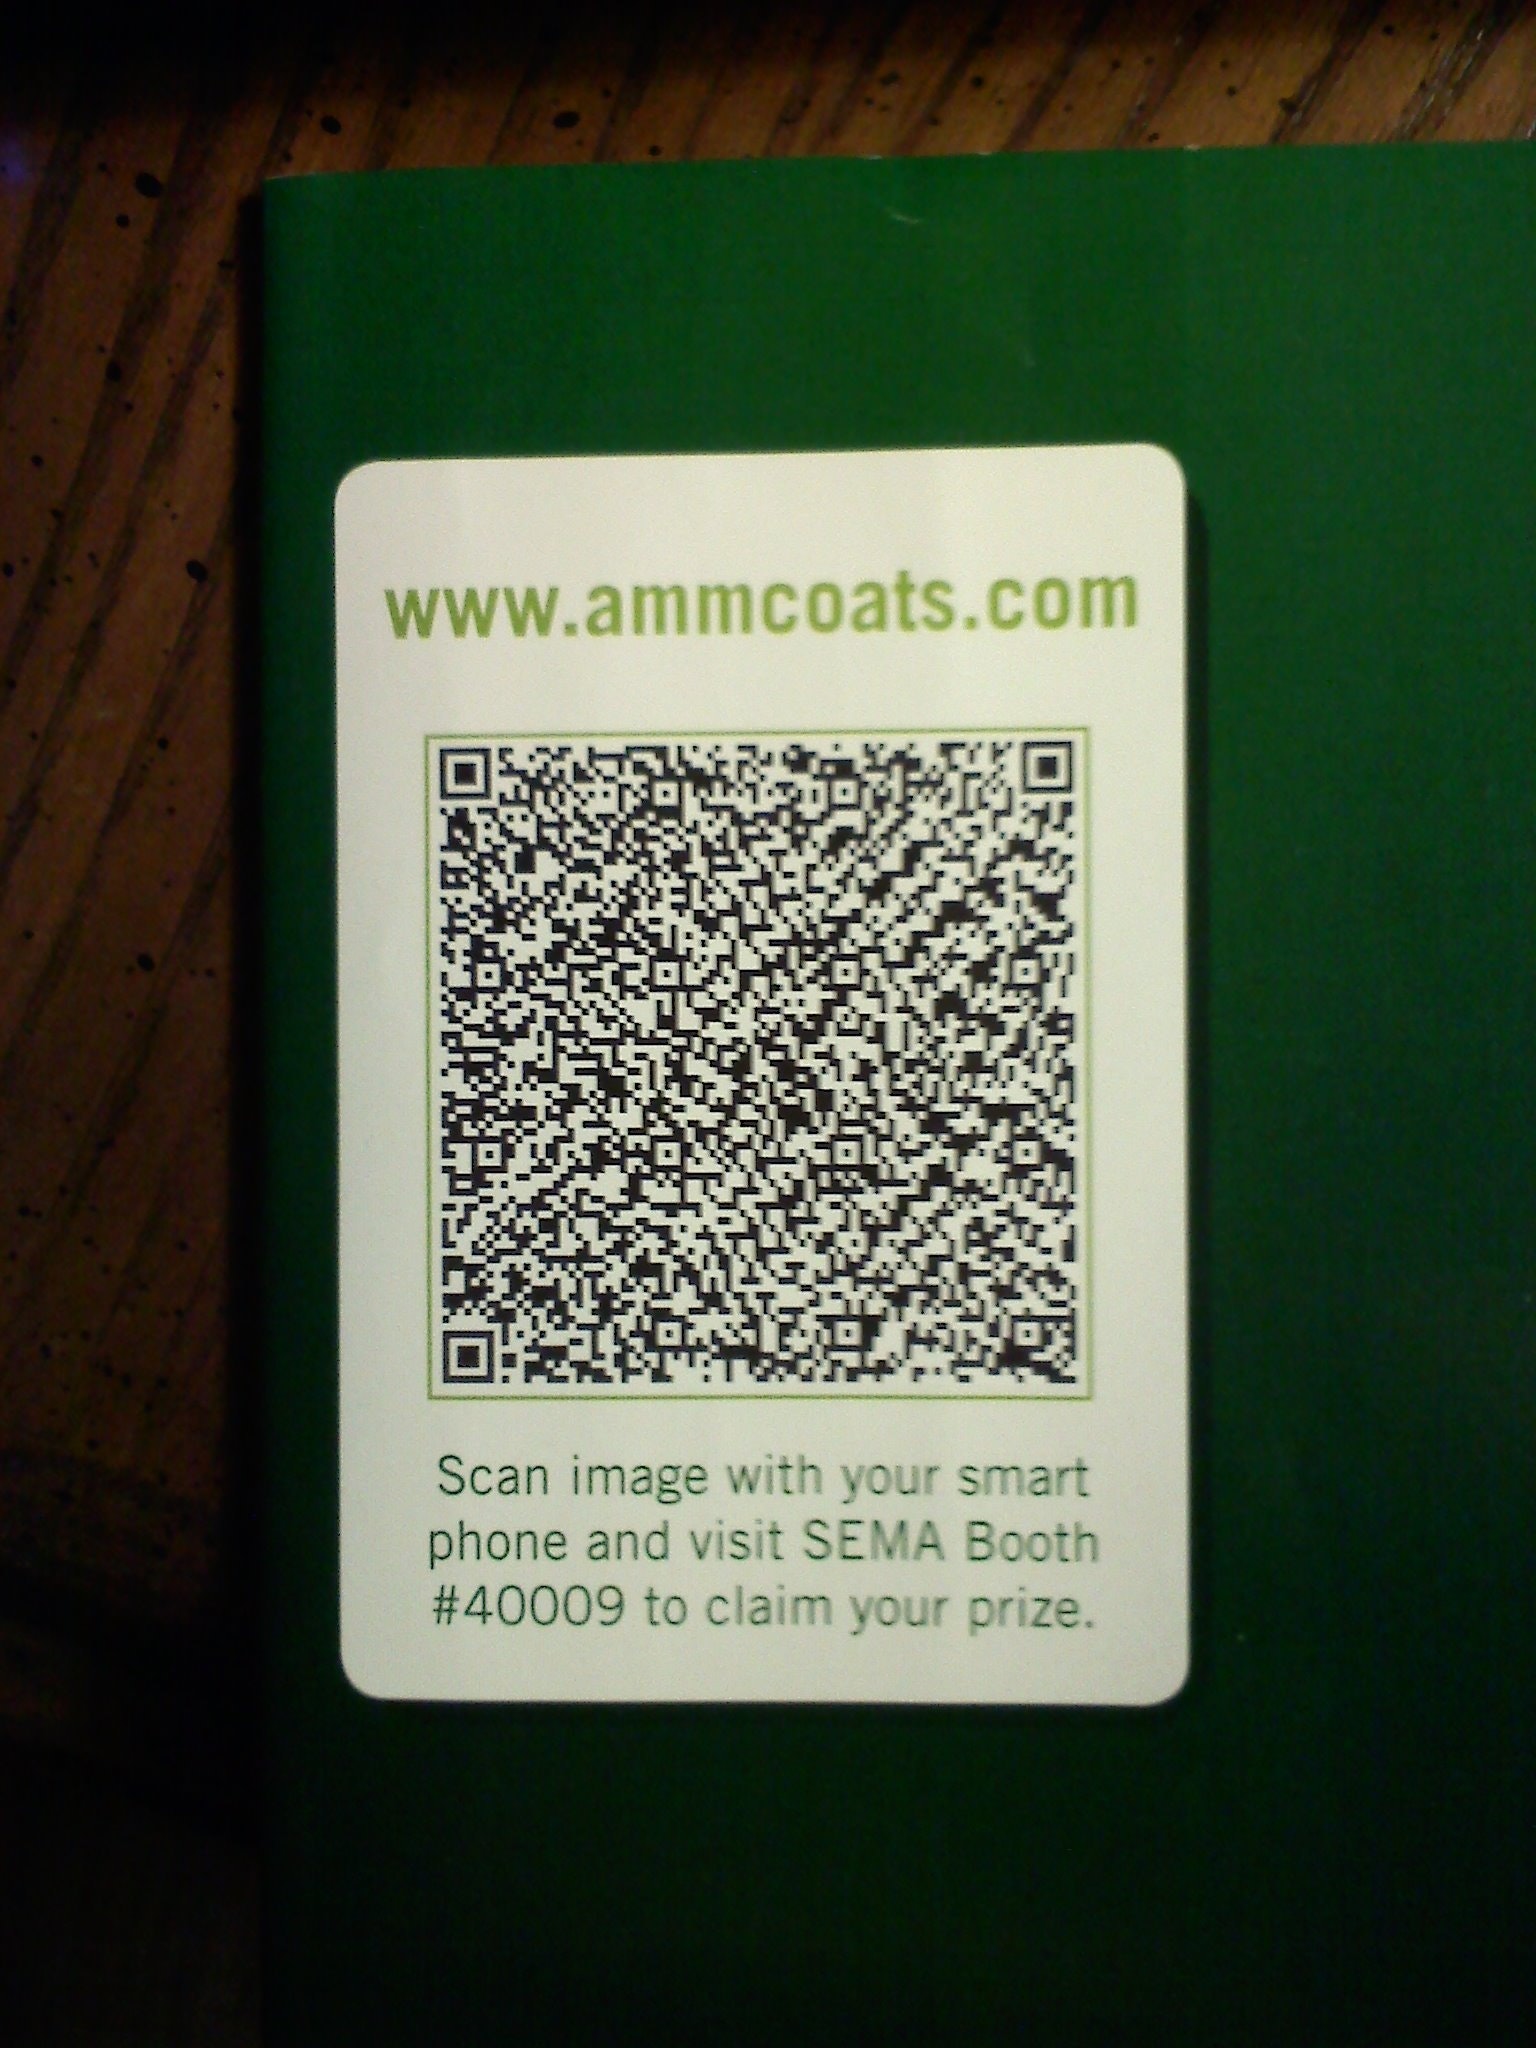 www.ammcoats.com
Scan image with your smart
phone and visit SEMA Booth
#40009 to claim your prize.